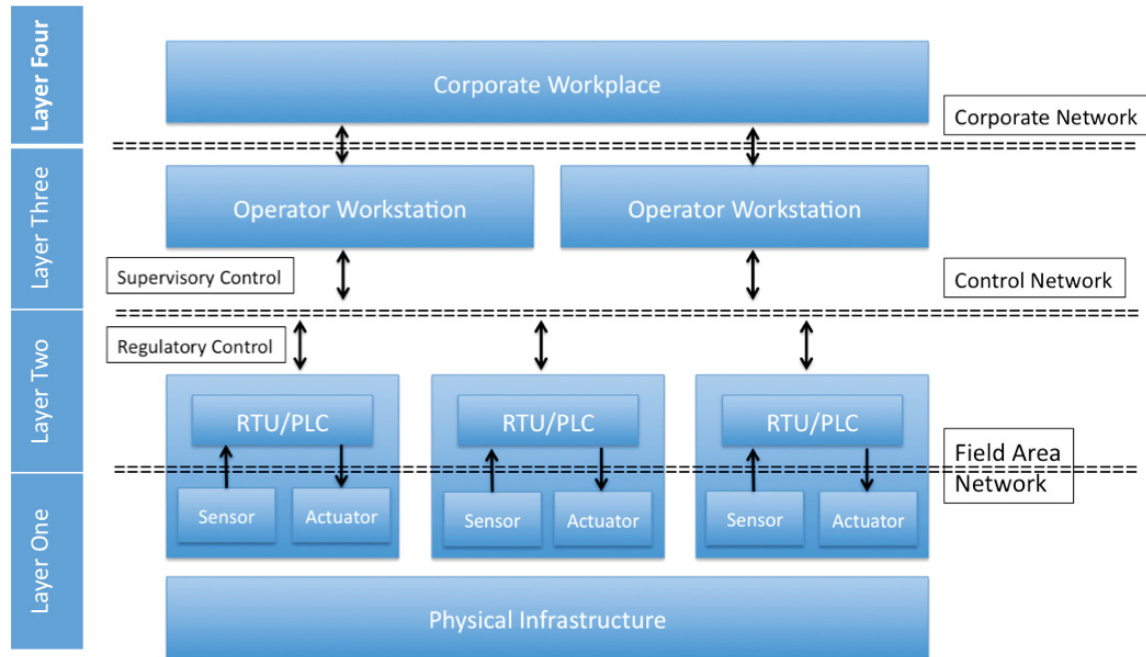 Layer Four
Corporate Workplace
Corporate Network
Layer Three
Operator Workstation
Operator Workstation
Supervisory Control
Control Network
Layer Two
Regulatory Control
RTU/PLC
RTU/PLC
RTU/PLC
Field Area
Network
Layer One
Sensor
Actuator
Sensor
Actuator
Sensor
Actuator
Physical Infrastructure